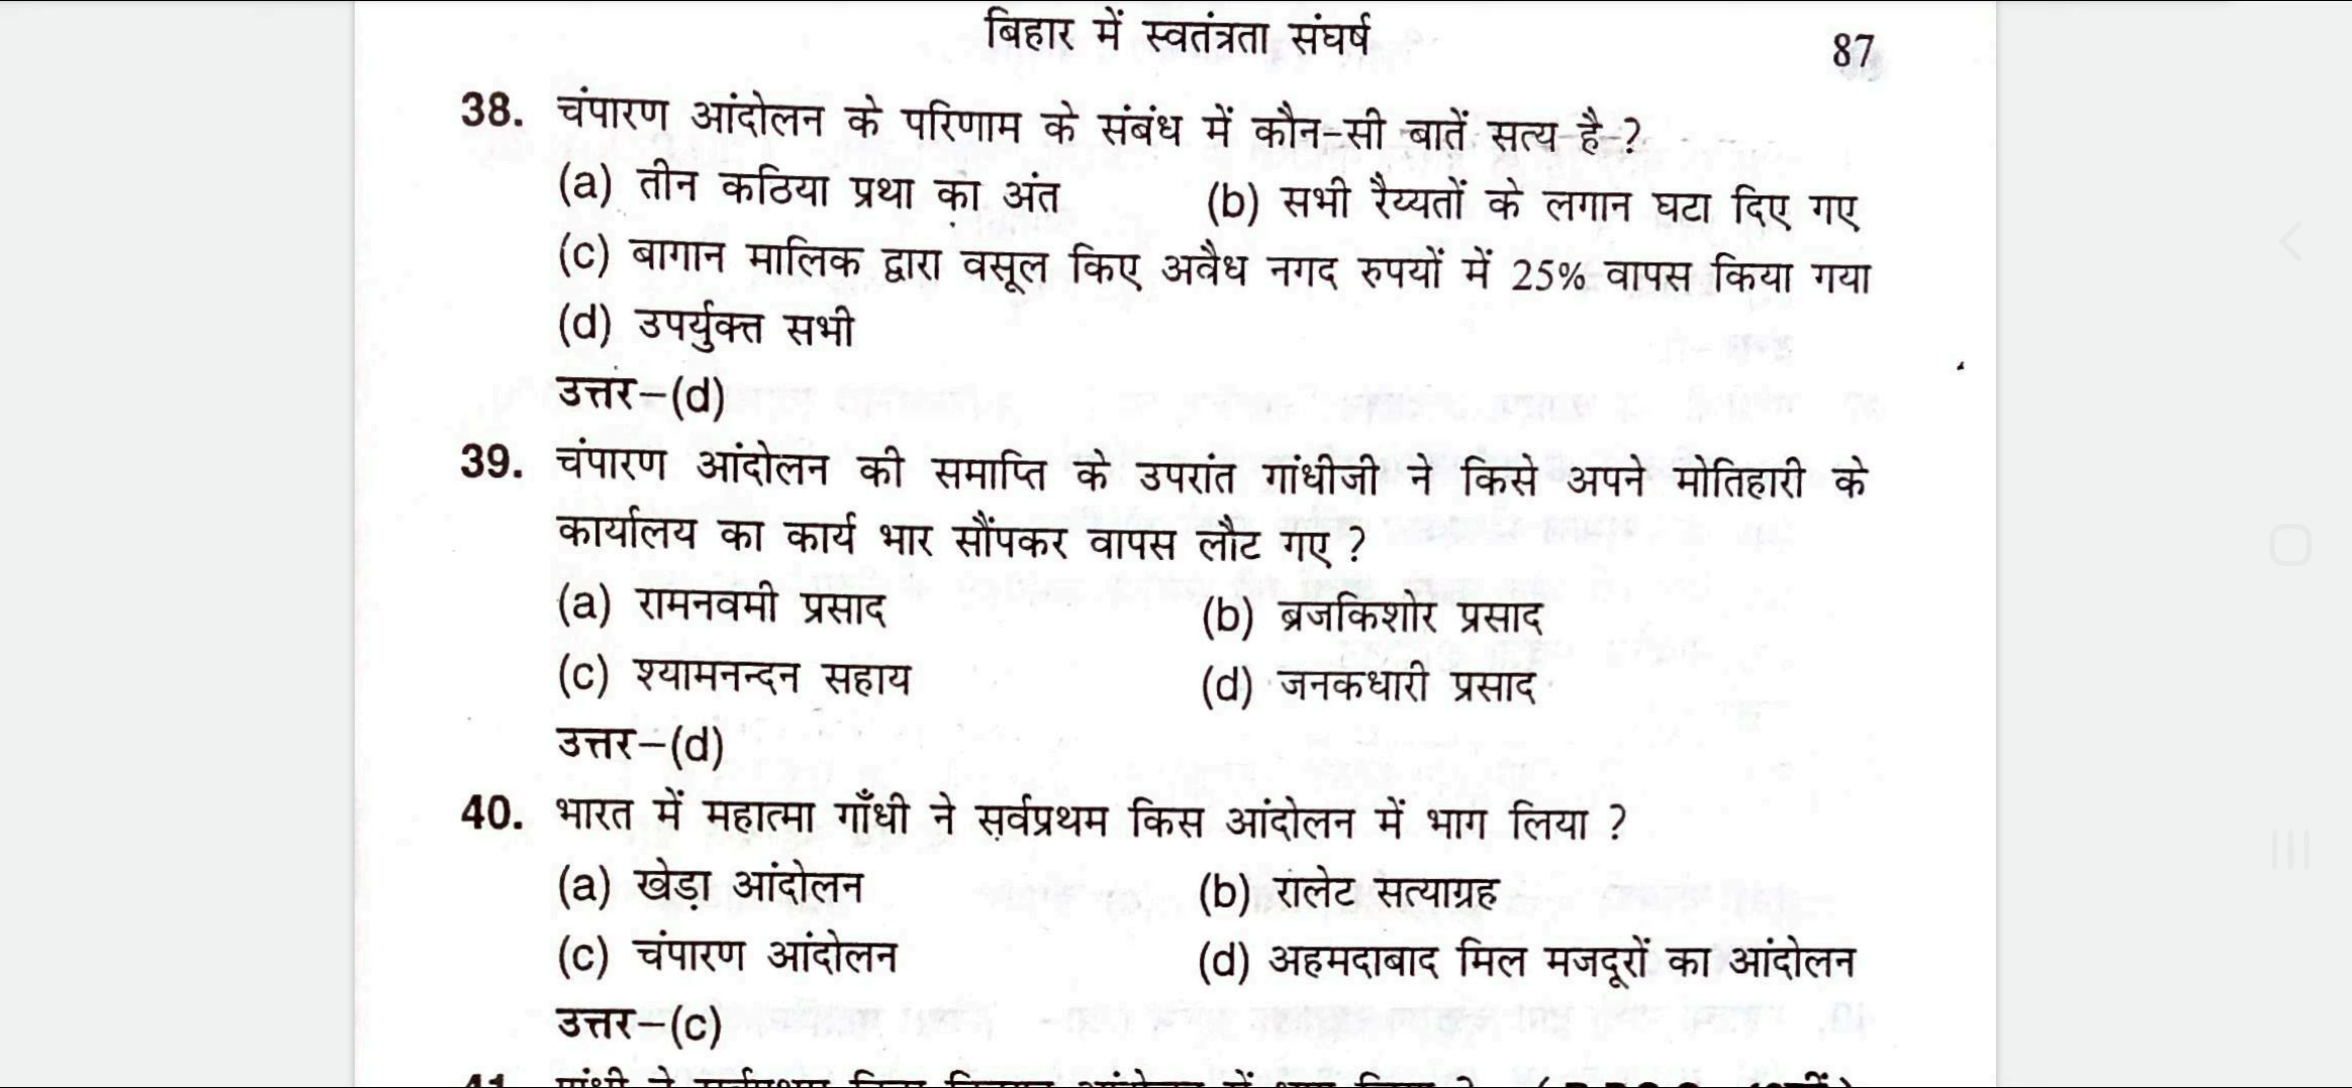 बिहार में स्वतंत्रता संघर्ष
87
38. चंपारण आंदोलन के परिणाम के संबंध में कौन-सी बातें सत्य है ?
(a) तीन कठिया प्रथा का अंत (b) सभी रैय्यतों के लगान घटा दिए गए
(c) बागान मालिक द्वारा वसूल किए अवैध नगद रुपयों में 25% वापस किया गया
(d) उपर्युक्त सभी
उत्तर–(d)
39. चंपारण आंदोलन की समाप्ति के उपरांत गांधीजी ने किसे अपने मोतिहारी के
कार्यालय का कार्य भार सौंपकर वापस लौट गए ?
(a) रामनवमी प्रसाद (b) ब्रजकिशोर प्रसाद
(c) श्यामनन्दन सहाय (d) जनकधारी प्रसाद
उत्तर–(d)
40. भारत में महात्मा गाँधी ने सर्वप्रथम किस आंदोलन में भाग लिया ?
(a) खेड़ा आंदोलन (b) रालेट सत्याग्रह
(c) चंपारण आंदोलन (d) अहमदाबाद मिल मजदूरों का आंदोलन
उत्तर–(c)